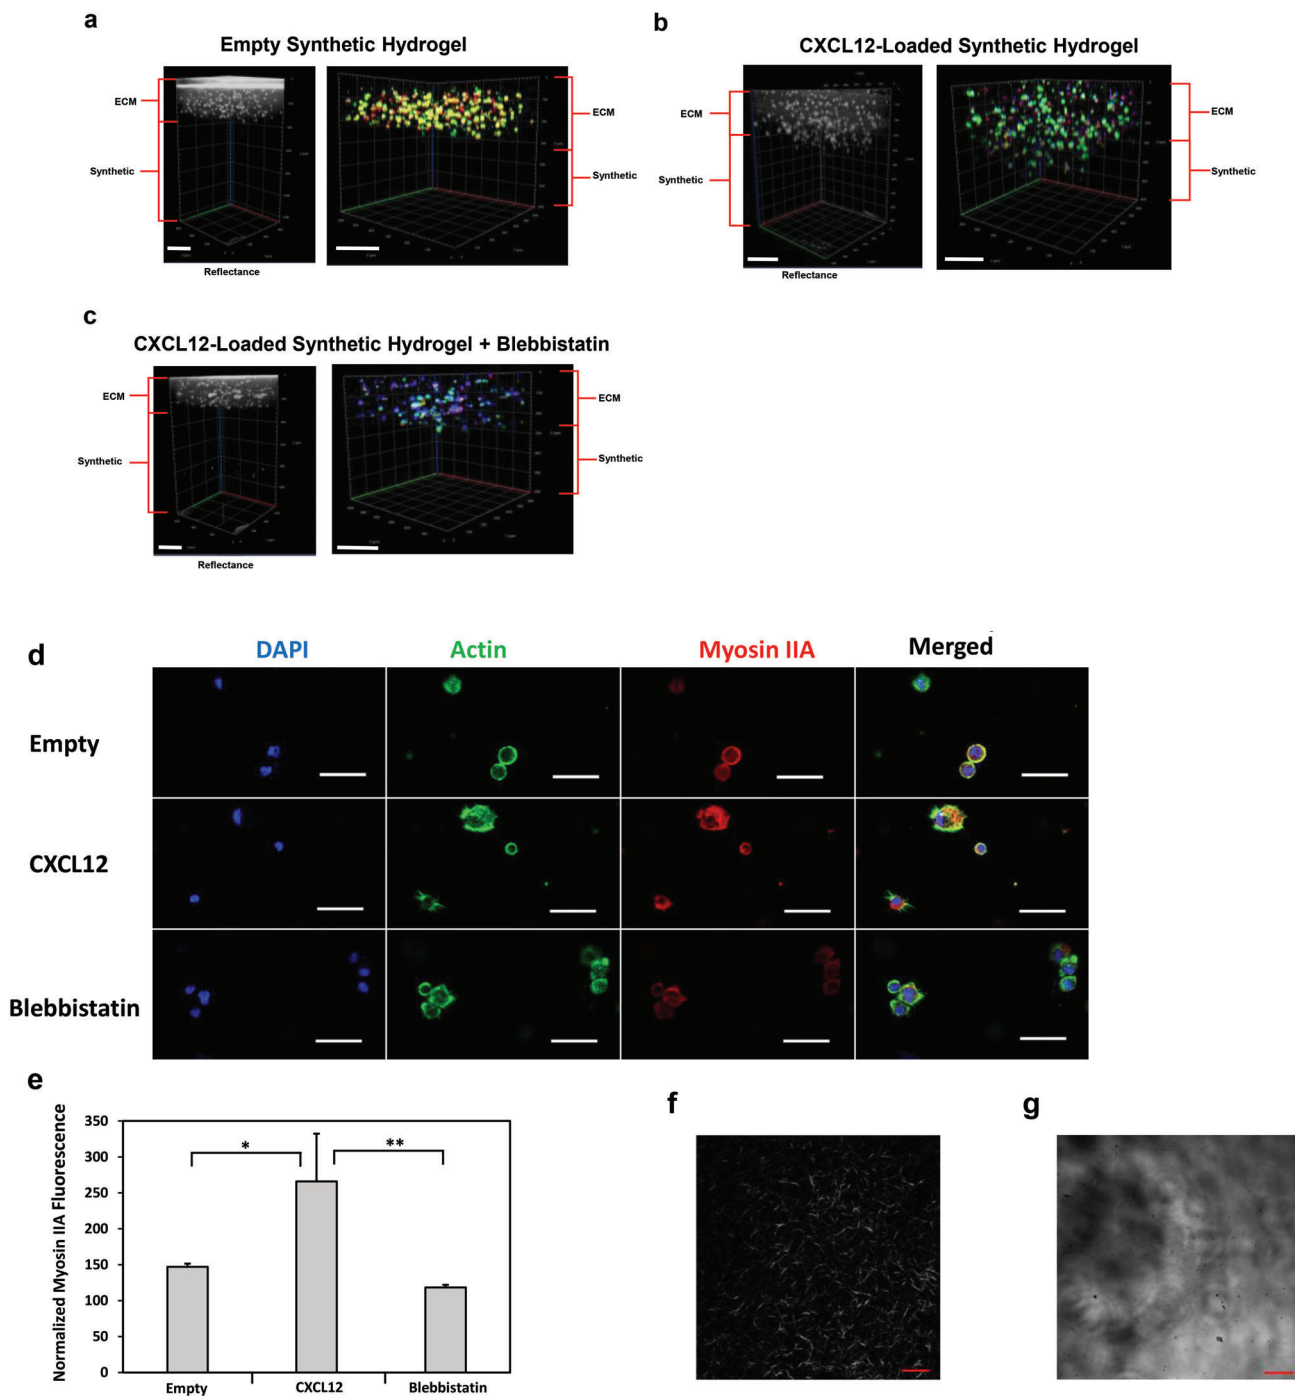 a
Empty Synthetic Hydrogel
ECM
Synthetic
ECM
Synthetic
Reflectance
b
CXCL12-Loaded Synthetic Hydrogel
ECM
Synthetic
ECM
Synthetic
Reflectance
c
CXCL12-Loaded Synthetic Hydrogel + Blebbistatin
ECM
Synthetic
ECM
Synthetic
Reflectance
d
DAPI Actin Myosin IIA Merged
Empty
CXCL12
Blebbistatin
e
Normalized Myosin IIA Fluorescence
350
300
250
200
150
100
50
0
* **
Empty CXCL12 Blebbistatin
f
g